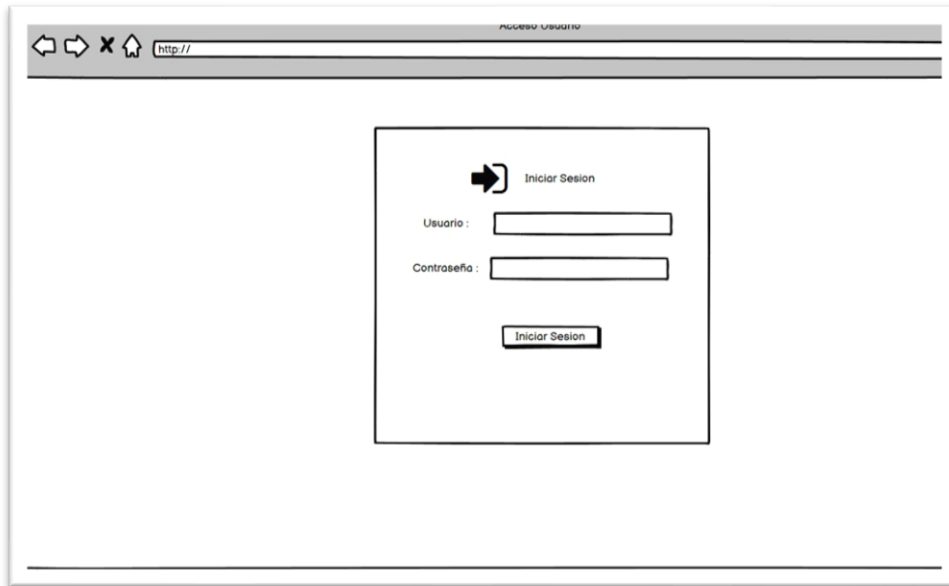 Acceso Usuario
http://
Iniciar Sesion
Usuario :
Contraseña :
Iniciar Sesion